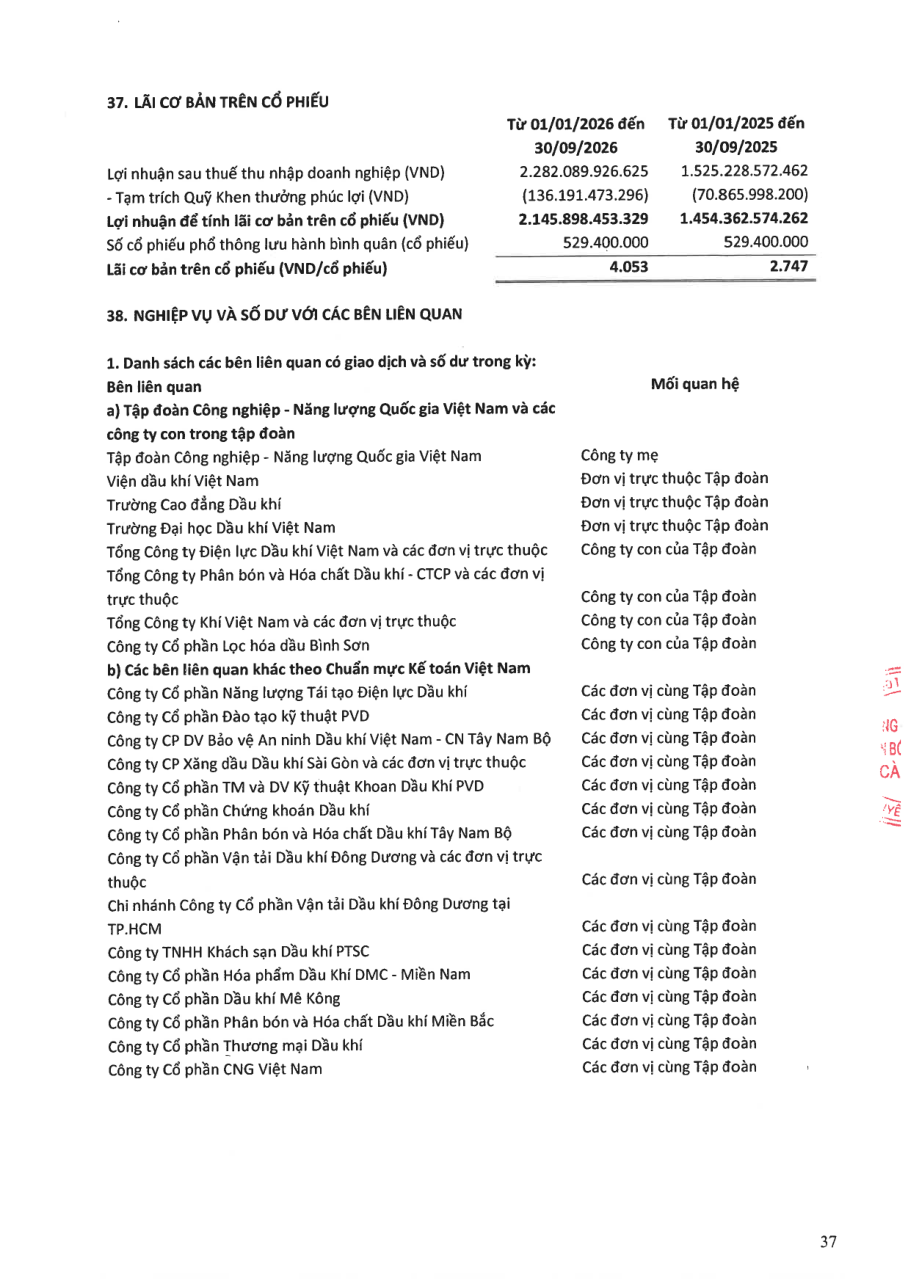 37. LÃI CƠ BẢN TRÊN CỔ PHIẾU
Từ 01/01/2026 đến Từ 01/01/2025 đến
30/09/2026 30/09/2025
Lợi nhuận sau thuế thu nhập doanh nghiệp (VND) 2.282.089.926.625 1.525.228.572.462
- Tạm trích Quỹ Khen thưởng phúc lợi (VND) (136.191.473.296) (70.865.998.200)
Lợi nhuận để tính lãi cơ bản trên cổ phiếu (VND) 2.145.898.453.329 1.454.362.574.262
Số cổ phiếu phổ thông lưu hành bình quân (cổ phiếu) 529.400.000 529.400.000
Lãi cơ bản trên cổ phiếu (VND/cổ phiếu) 4.053 2.747
38. NGHIỆP VỤ VÀ SỐ DƯ VỚI CÁC BÊN LIÊN QUAN
1. Danh sách các bên liên quan có giao dịch và số dư trong kỳ:
Bên liên quan Mối quan hệ
a) Tập đoàn Công nghiệp - Năng lượng Quốc gia Việt Nam và các
công ty con trong tập đoàn
Tập đoàn Công nghiệp - Năng lượng Quốc gia Việt Nam Công ty mẹ
Viện dầu khí Việt Nam Đơn vị trực thuộc Tập đoàn
Trường Cao đẳng Dầu khí Đơn vị trực thuộc Tập đoàn
Trường Đại học Dầu khí Việt Nam Đơn vị trực thuộc Tập đoàn
Tổng Công ty Điện lực Dầu khí Việt Nam và các đơn vị trực thuộc Công ty con của Tập đoàn
Tổng Công ty Phân bón và Hóa chất Dầu khí - CTCP và các đơn vị
trực thuộc Công ty con của Tập đoàn
Tổng Công ty Khí Việt Nam và các đơn vị trực thuộc Công ty con của Tập đoàn
Công ty Cổ phần Lọc hóa dầu Bình Sơn Công ty con của Tập đoàn
b) Các bên liên quan khác theo Chuẩn mực Kế toán Việt Nam
Công ty Cổ phần Năng lượng Tái tạo Điện lực Dầu khí Các đơn vị cùng Tập đoàn
Công ty Cổ phần Đào tạo kỹ thuật PVD Các đơn vị cùng Tập đoàn
Công ty CP DV Bảo vệ An ninh Dầu khí Việt Nam - CN Tây Nam Bộ Các đơn vị cùng Tập đoàn
Công ty CP Xăng dầu Dầu khí Sài Gòn và các đơn vị trực thuộc Các đơn vị cùng Tập đoàn
Công ty Cổ phần TM và DV Kỹ thuật Khoan Dầu Khí PVD Các đơn vị cùng Tập đoàn
Công ty Cổ phần Chứng khoán Dầu khí Các đơn vị cùng Tập đoàn
Công ty Cổ phần Phân bón và Hóa chất Dầu khí Tây Nam Bộ Các đơn vị cùng Tập đoàn
Công ty Cổ phần Vận tải Dầu khí Đông Dương và các đơn vị trực
thuộc Các đơn vị cùng Tập đoàn
Chi nhánh Công ty Cổ phần Vận tải Dầu khí Đông Dương tại
TP.HCM Các đơn vị cùng Tập đoàn
Công ty TNHH Khách sạn Dầu khí PTSC Các đơn vị cùng Tập đoàn
Công ty Cổ phần Hóa phẩm Dầu Khí DMC - Miền Nam Các đơn vị cùng Tập đoàn
Công ty Cổ phần Dầu khí Mê Kông Các đơn vị cùng Tập đoàn
Công ty Cổ phần Phân bón và Hóa chất Dầu khí Miền Bắc Các đơn vị cùng Tập đoàn
Công ty Cổ phần Thương mại Dầu khí Các đơn vị cùng Tập đoàn
Công ty Cổ phần CNG Việt Nam Các đơn vị cùng Tập đoàn
CÀ
37